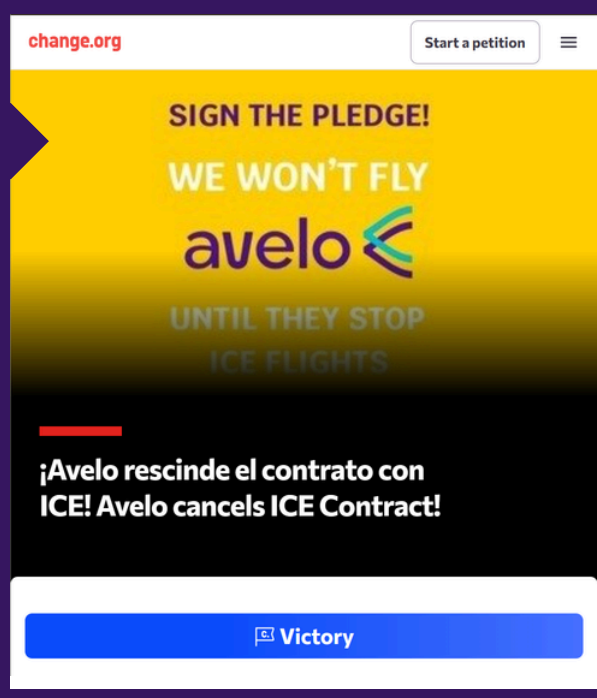 change.org
Start a petition
SIGN THE PLEDGE!
WE WON'T FLY
avelo
UNTIL THEY STOP
ICE FLIGHTS
¡Avelo rescinde el contrato con
ICE! Avelo cancels ICE Contract!
c. Victory